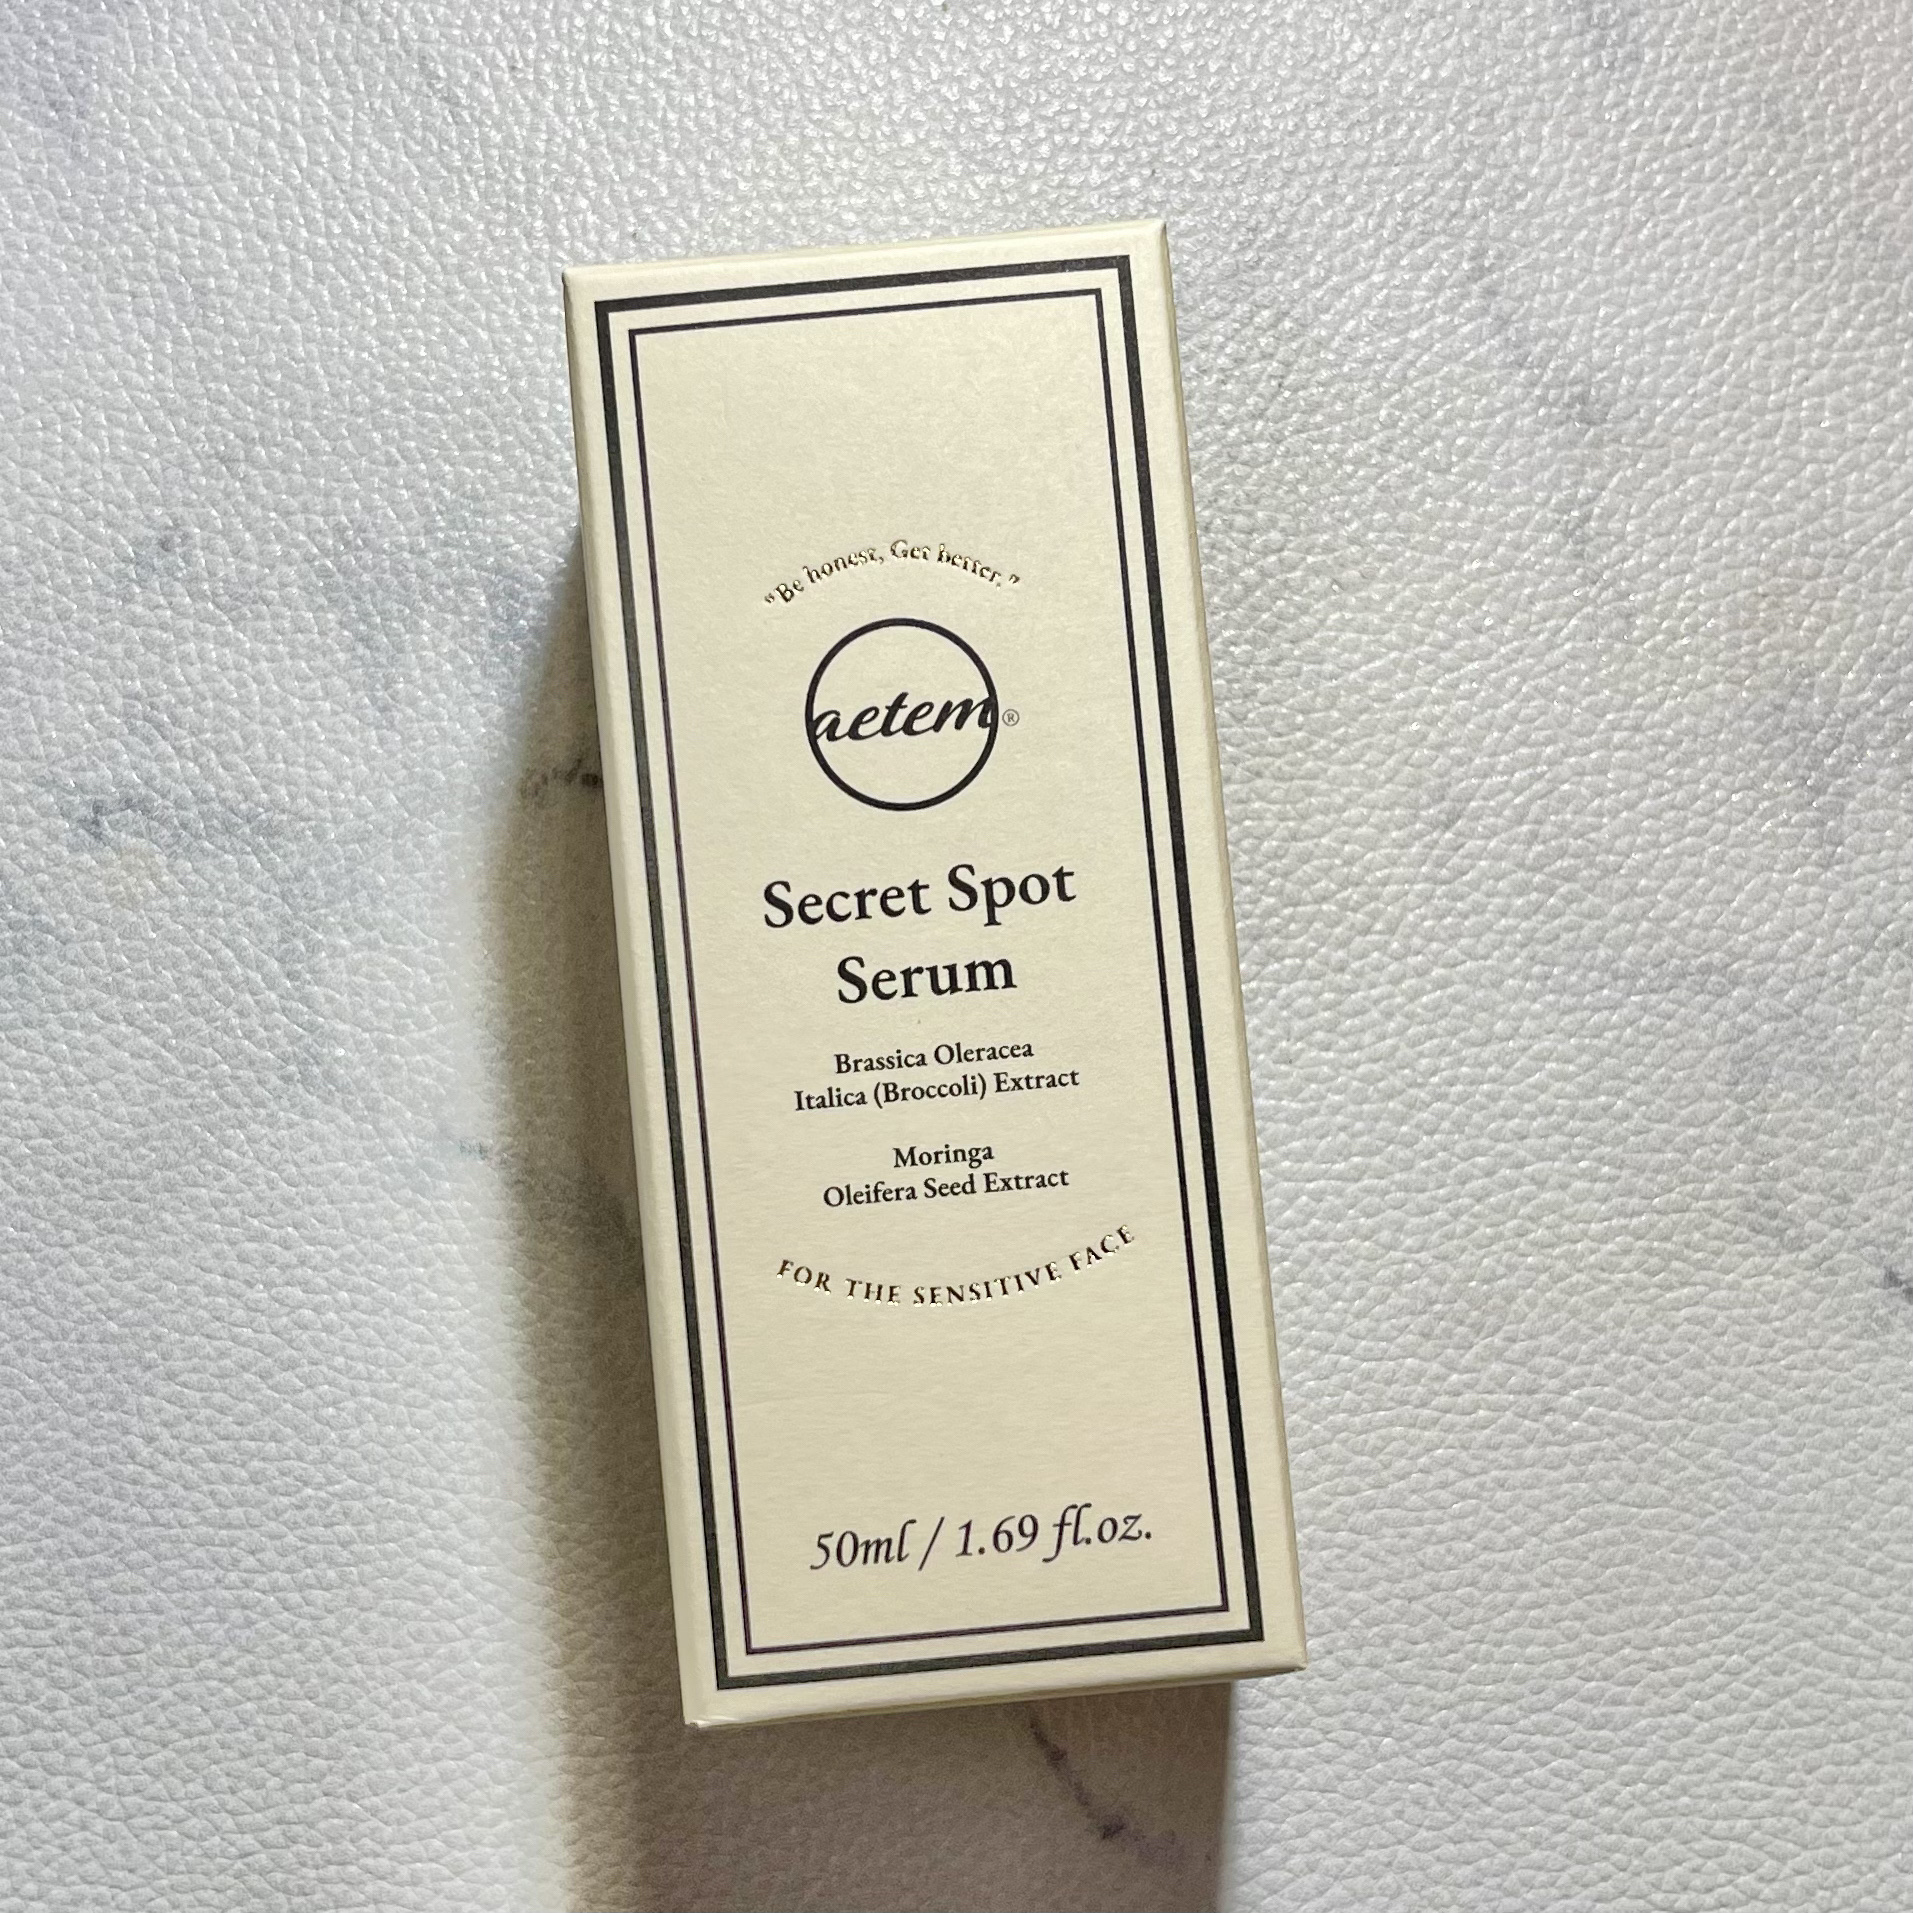 "Be honest, Get better."
aetem®
Secret Spot
Serum
Brassica Oleracea
Italica (Broccoli) Extract
Moringa
Oleifera Seed Extract
FOR THE SENSITIVE FACE
50ml / 1.69 fl.oz.